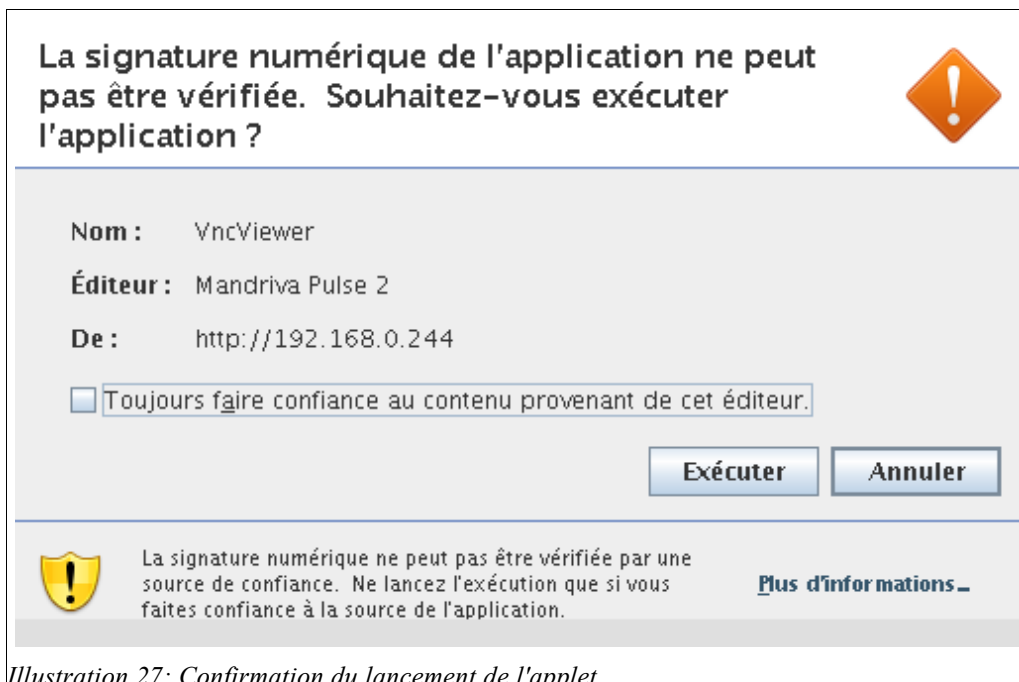 La signature numérique de l'application ne peut
pas être vérifiée. Souhaitez-vous exécuter
l'application ?
Nom : VncViewer
Éditeur : Mandriva Pulse 2
De : http://192.168.0.244
Toujours faire confiance au contenu provenant de cet éditeur.
Exécuter Annuler
La signature numérique ne peut pas être vérifiée par une
source de confiance. Ne lancez l'exécution que si vous
faites confiance à la source de l'application.
Plus d'informations...
Illustration 27: Confirmation du lancement de l'applet